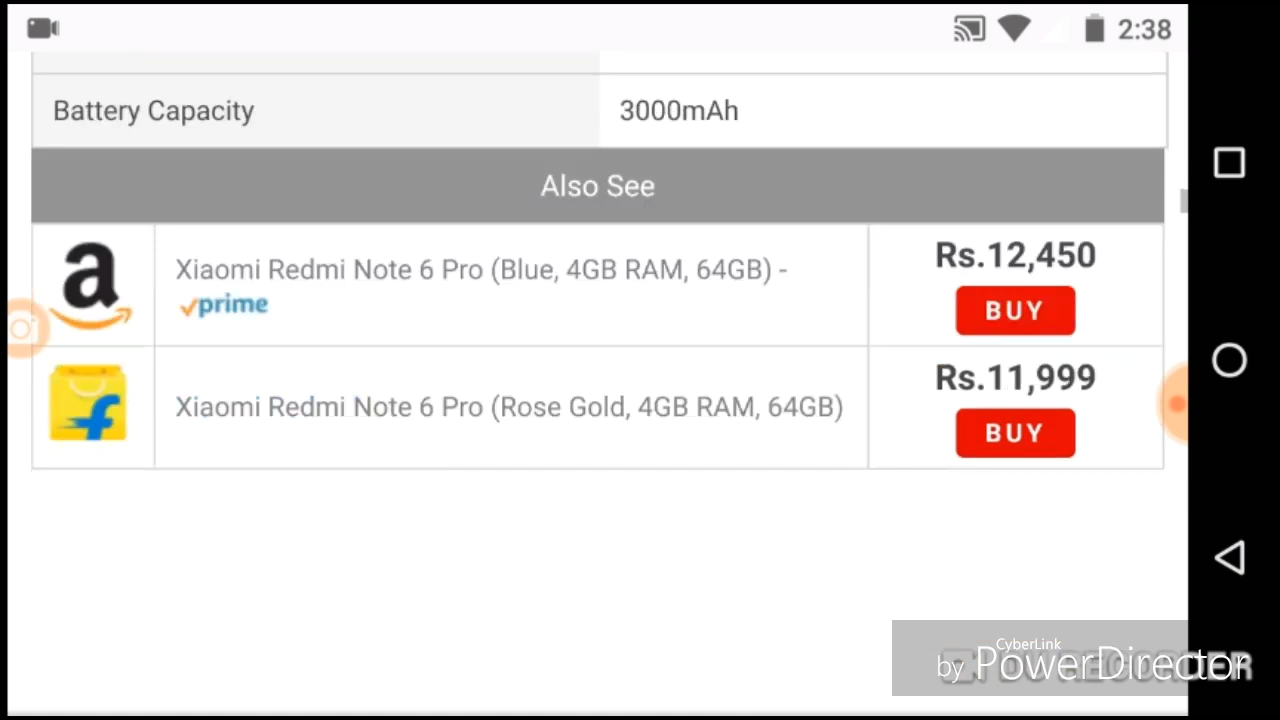 2:38
Battery Capacity 3000mAh
Also See
a Xiaomi Redmi Note 6 Pro (Blue, 4GB RAM, 64GB) - Rs.12,450
prime BUY
f Xiaomi Redmi Note 6 Pro (Rose Gold, 4GB RAM, 64GB) Rs.11,999
BUY
CyberLink
by PowerDirector